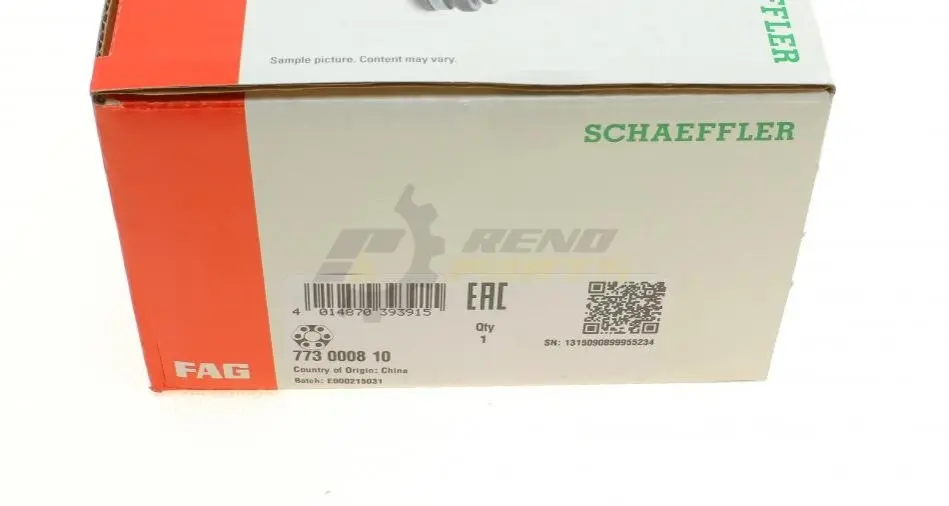 Sample picture. Content may vary.
SCHAEFFLER
RENO
PARTS
4 014870 393915
EAC
Qty
1
SN: 1315090899955234
773 0008 10
Country of Origin: China
Batch: E000215031
FAG